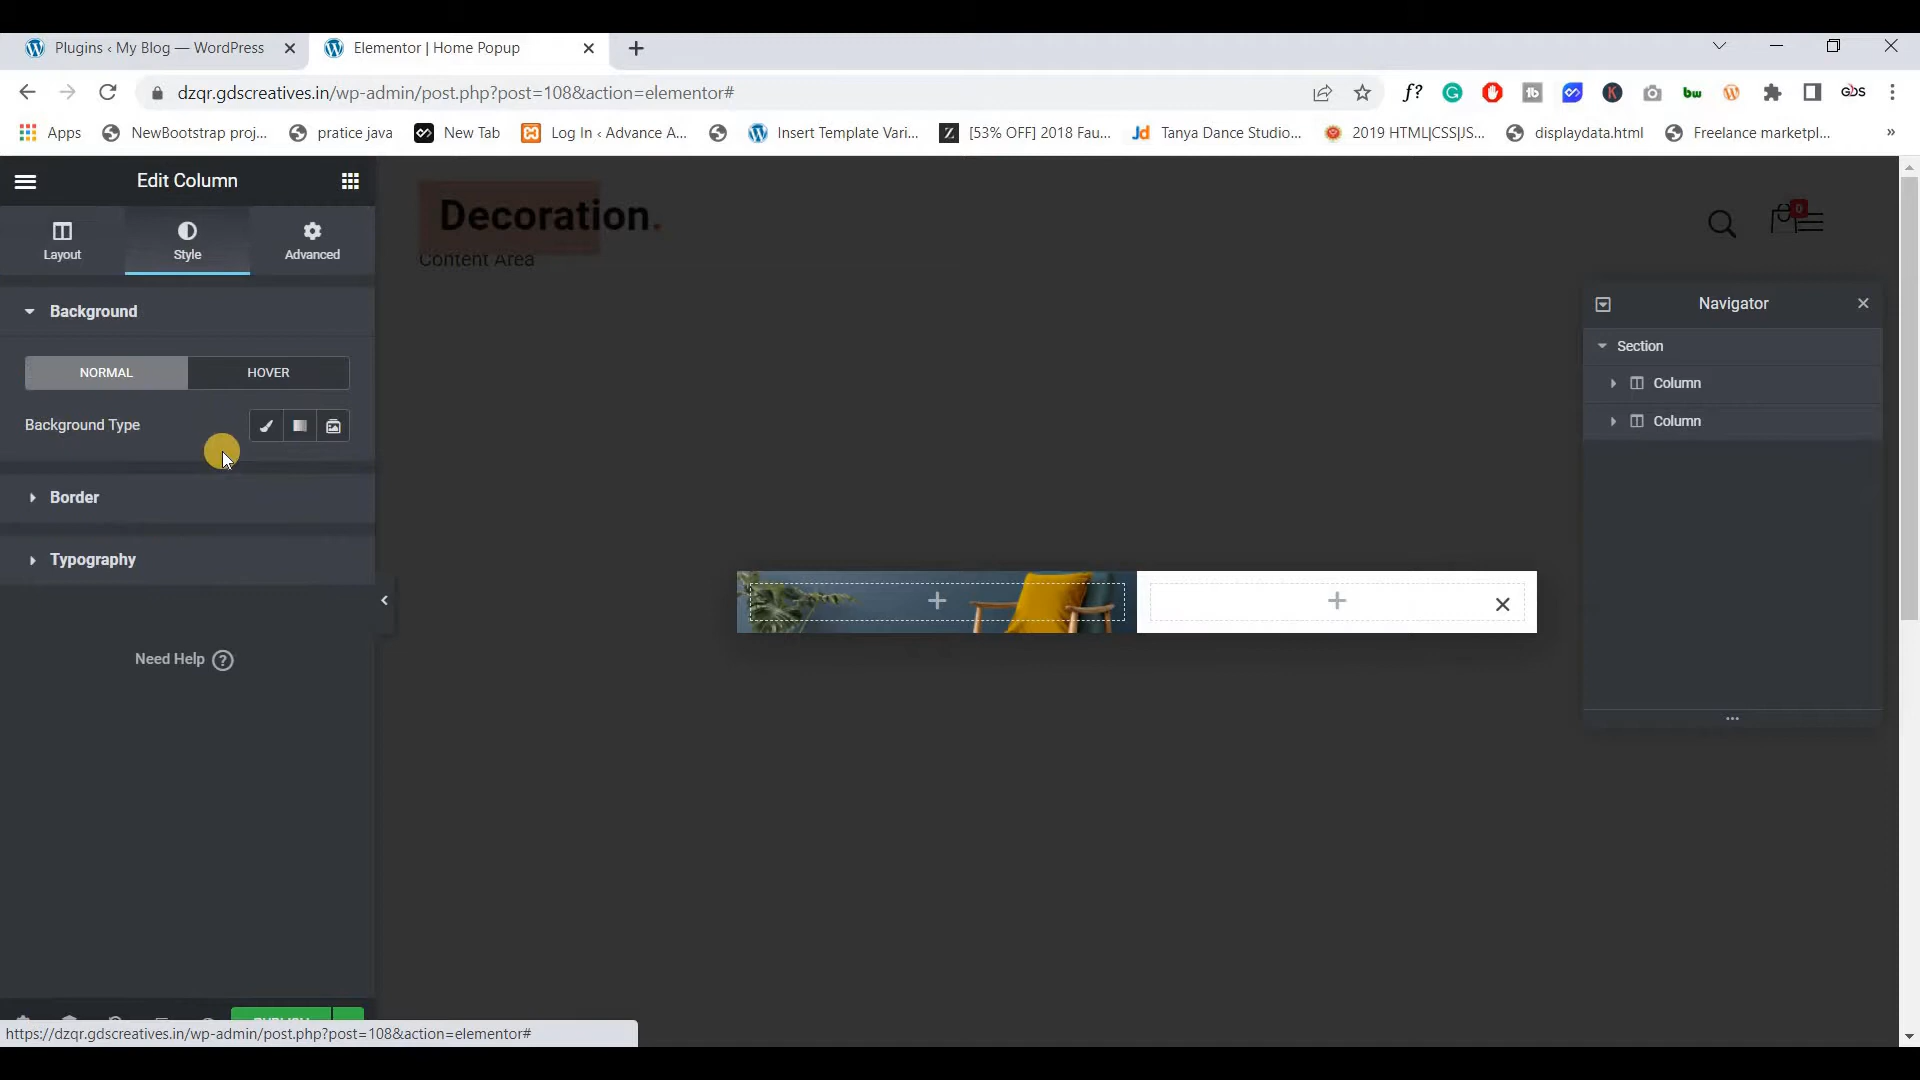 Plugins ‹ My Blog — WordPress
Elementor | Home Popup
dzqr.gdscreatives.in/wp-admin/post.php?post=108&action=elementor#
Apps
NewBootstrap proj...
pratice java
New Tab
Log In ‹ Advance A...
Insert Template Vari...
[53% OFF] 2018 Fau...
Tanya Dance Studio...
2019 HTML|CSS|JS...
displaydata.html
Freelance marketpl...
»
Edit Column
Layout
Style
Advanced
Background
NORMAL
HOVER
Background Type
Border
Typography
Need Help
Decoration.
0
Content Area
Navigator
Section
Column
Column
PUBLISH
https://dzqr.gdscreatives.in/wp-admin/post.php?post=108&action=elementor#